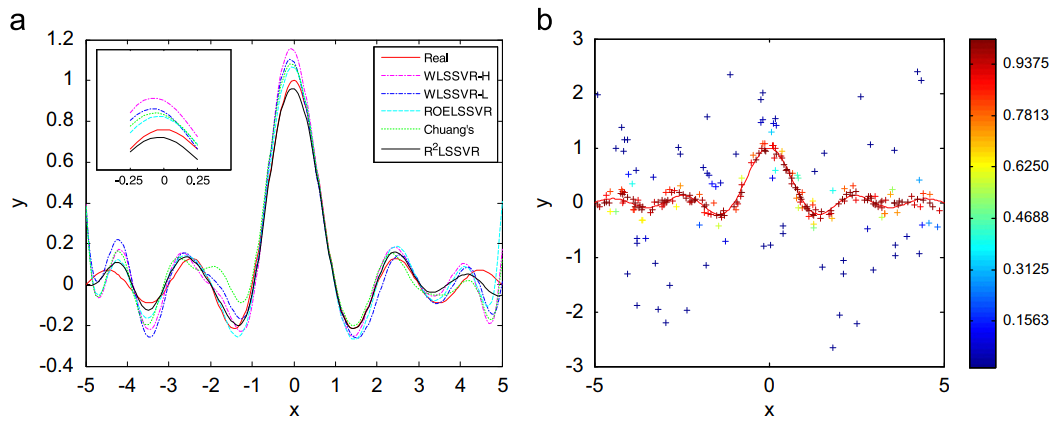 a
1.2
1
0.8
0.6
0.4
0.2
0
-0.2
-0.4
y
-5 -4 -3 -2 -1 0 1 2 3 4 5
x
-0.25 0 0.25
Real
WLSSVR-H
WLSSVR-L
ROELSSVR
Chuang's
R²LSSVR
b
3
2
1
0
-1
-2
-3
y
-5 0 5
x
0.9375
0.7813
0.6250
0.4688
0.3125
0.1563